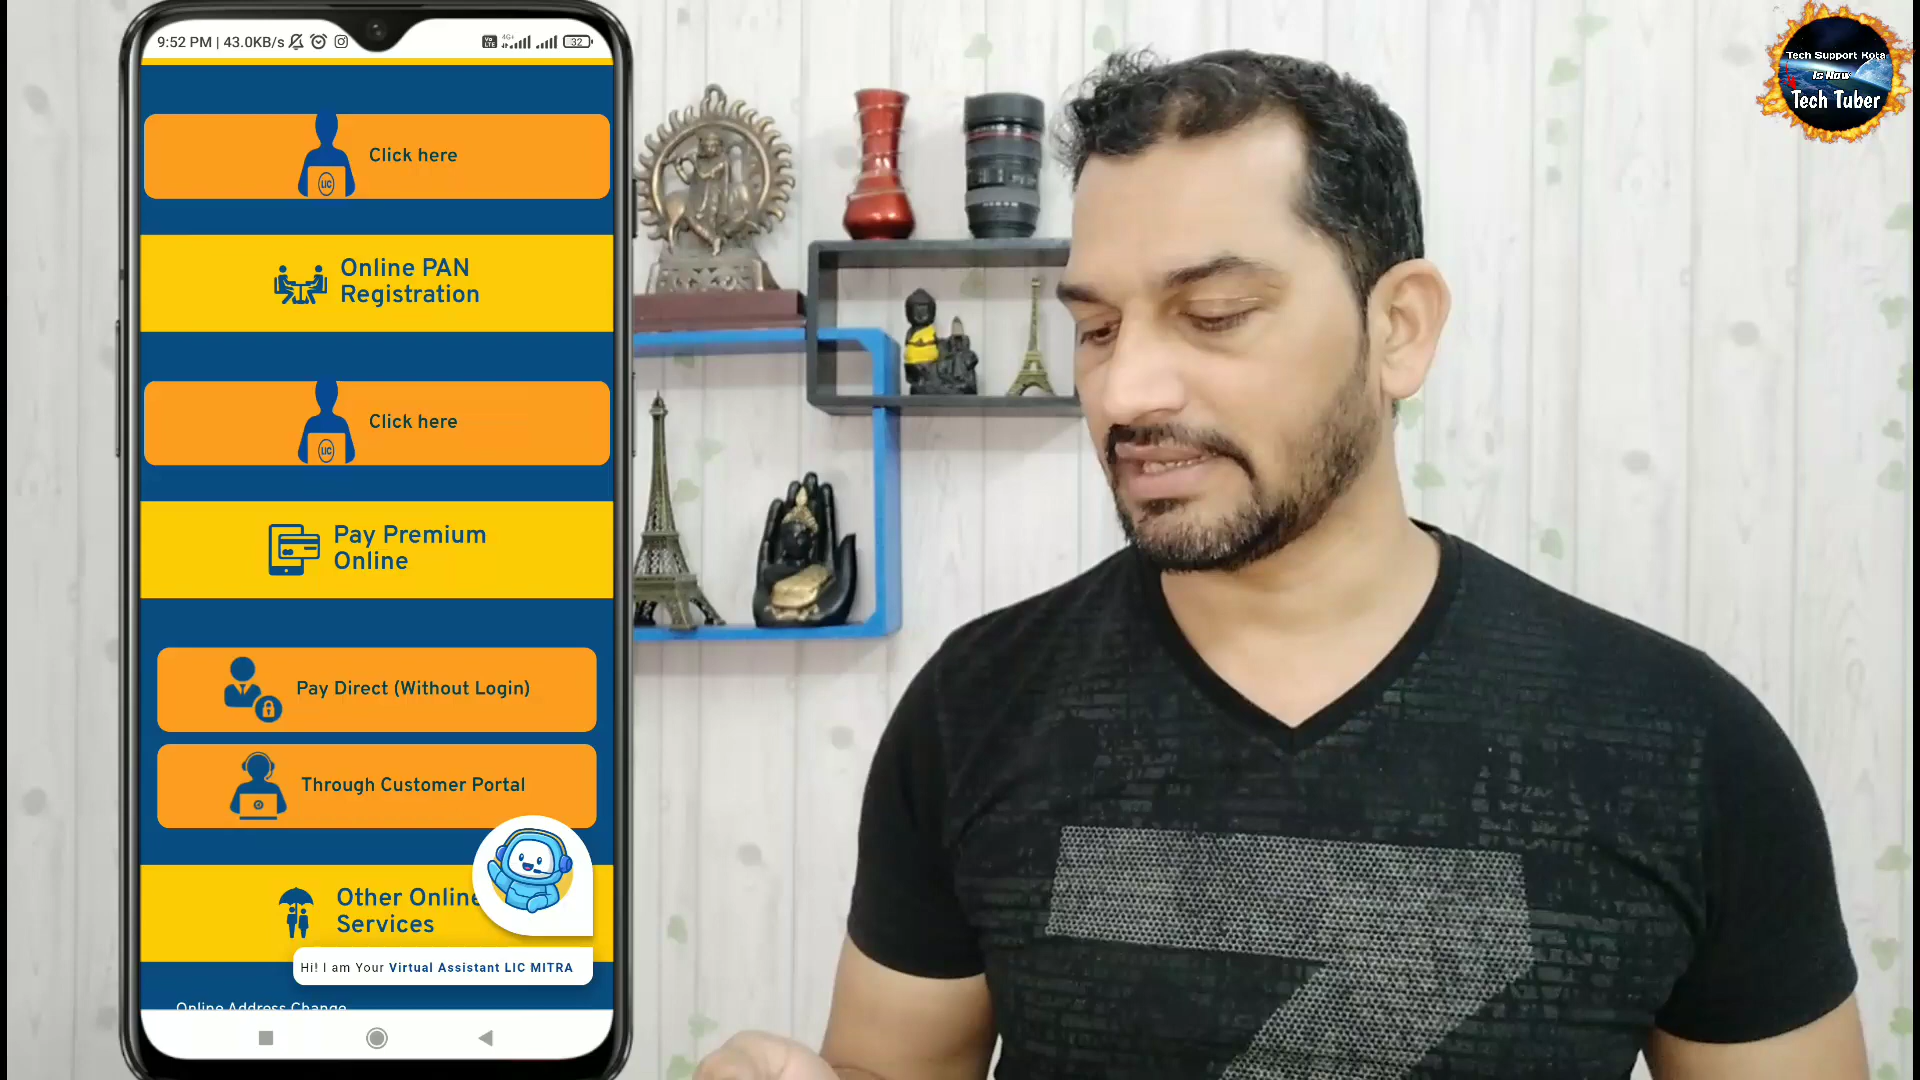 9:52 PM | 43.0KB/s
4G+
32
Click here
LIC
Online PAN
Registration
Click here
LIC
Pay Premium
Online
Pay Direct (Without Login)
Through Customer Portal
Other Online
Services
Hi! I am Your Virtual Assistant LIC MITRA
Online Address Change
Tech Support Kota
Is Now
Tech Tuber